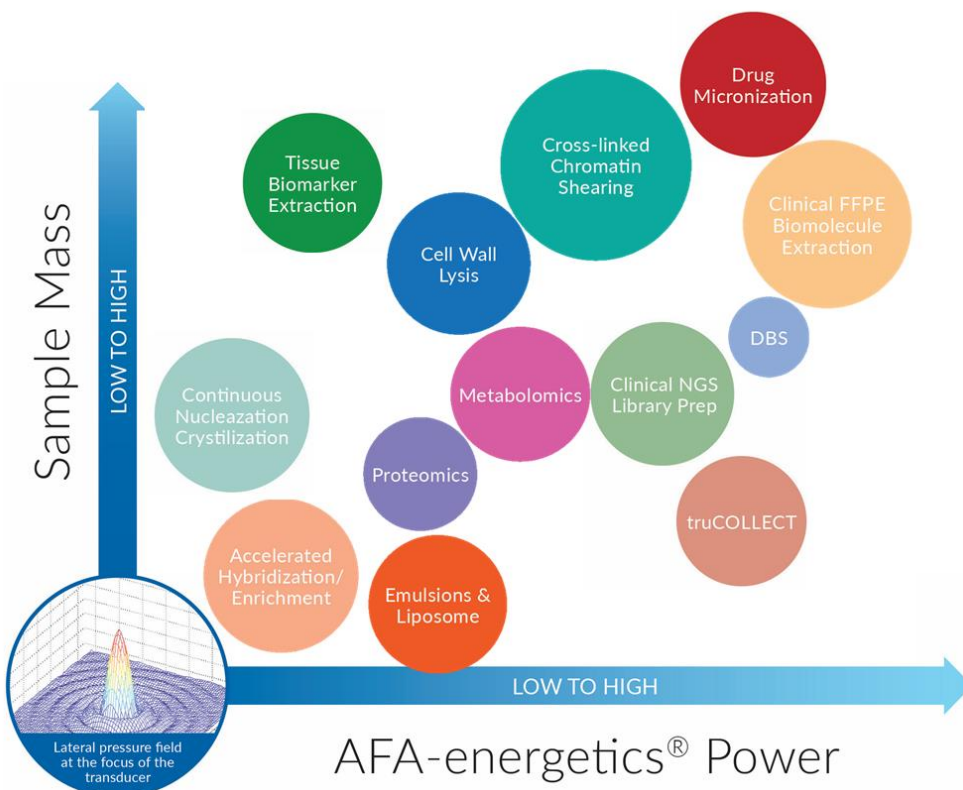 Drug
Micronization
Cross-linked
Chromatin
Shearing
Tissue
Biomarker
Extraction
Clinical FFPE
Biomolecule
Extraction
Cell Wall
Lysis
DBS
Continuous
Nucleazation
Crystilization
Metabolomics
Clinical NGS
Library Prep
Proteomics
truCOLLECT
Accelerated
Hybridization/
Enrichment
Emulsions &
Liposome
Sample Mass
LOW TO HIGH
LOW TO HIGH
AFA-energetics® Power
Lateral pressure field
at the focus of the
transducer